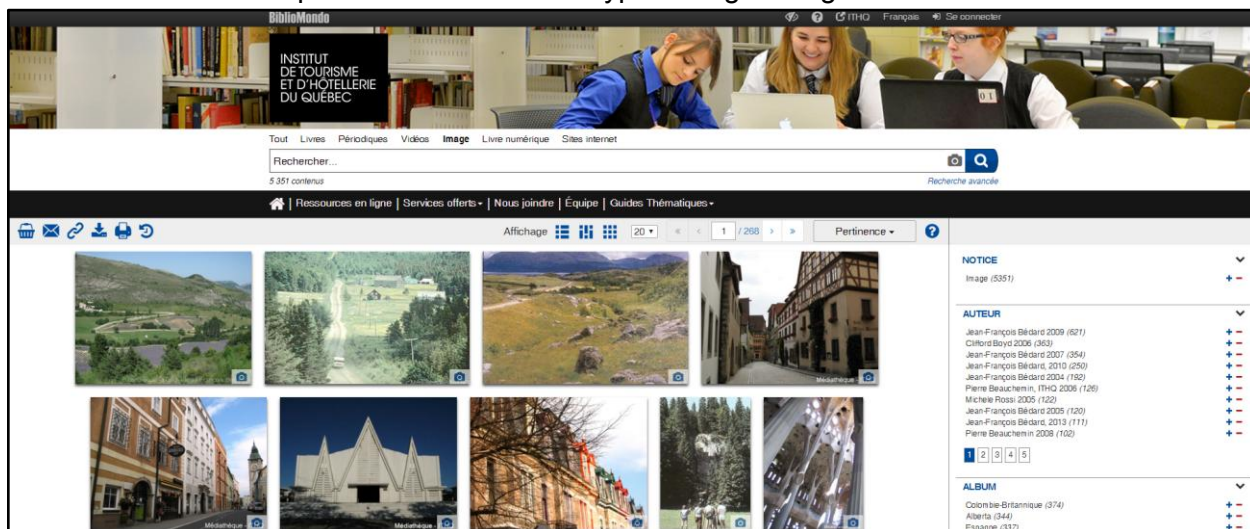 BiblioMondo
ITHQ Français Se connecter
INSTITUT
DE TOURISME
ET D'HÔTELLERIE
DU QUÉBEC
01
Tout Livres Périodiques Vidéos Image Livre numérique Sites internet
Rechercher...
5 351 contenus
Recherche avancée
| Ressources en ligne | Services offerts | Nous joindre | Équipe | Guides Thématiques
Affichage 20 « ‹ 1 / 268 › » Pertinence ?
NOTICE
Image (5351) + −
AUTEUR
Jean-François Bédard 2009 (621) + −
Clifford Boyd 2006 (363) + −
Jean-François Bédard 2007 (354) + −
Jean-François Bédard, 2010 (250) + −
Jean-François Bédard 2004 (192) + −
Pierre Beauchemin, ITHQ 2006 (126) + −
Michele Rossi 2005 (122) + −
Jean-François Bédard 2005 (120) + −
Jean-François Bédard, 2013 (111) + −
Pierre Beauchemin 2008 (102) + −
1 2 3 4 5
ALBUM
Colombie-Britannique (374) + −
Alberta (344) + −
Espagne (337) + −
Médiathèque -
Médiathèque -
Médiathèque -